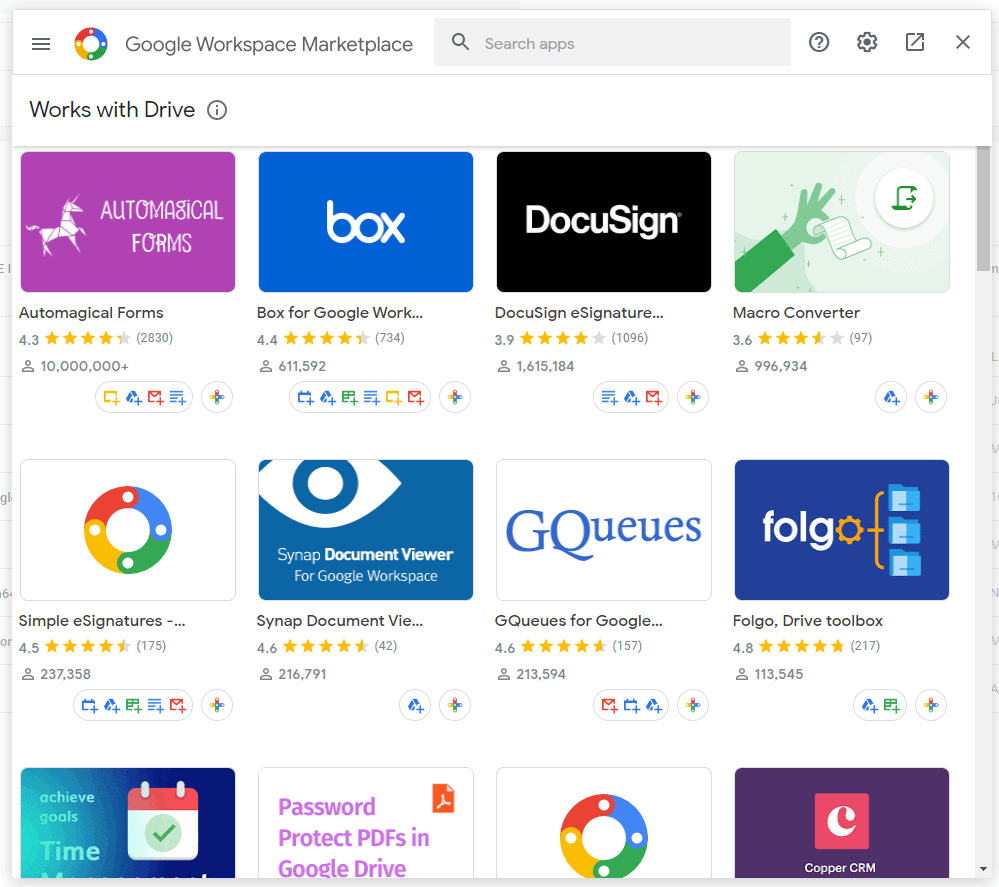 Google Workspace Marketplace
Search apps
Works with Drive
AUTOMAGICAL
FORMS
box
DocuSign
Automagical Forms
Box for Google Work...
DocuSign eSignature...
Macro Converter
4.3 (2830)
4.4 (734)
3.9 (1096)
3.6 (97)
10,000,000+
611,592
1,615,184
996,934
Synap Document Viewer
For Google Workspace
GQueues
folgo
Simple eSignatures -...
Synap Document Vie...
GQueues for Google...
Folgo, Drive toolbox
4.5 (175)
4.6 (42)
4.6 (157)
4.8 (217)
237,358
216,791
213,594
113,545
achieve
goals
Time
Password
Protect PDFs in
Google Drive
Copper CRM